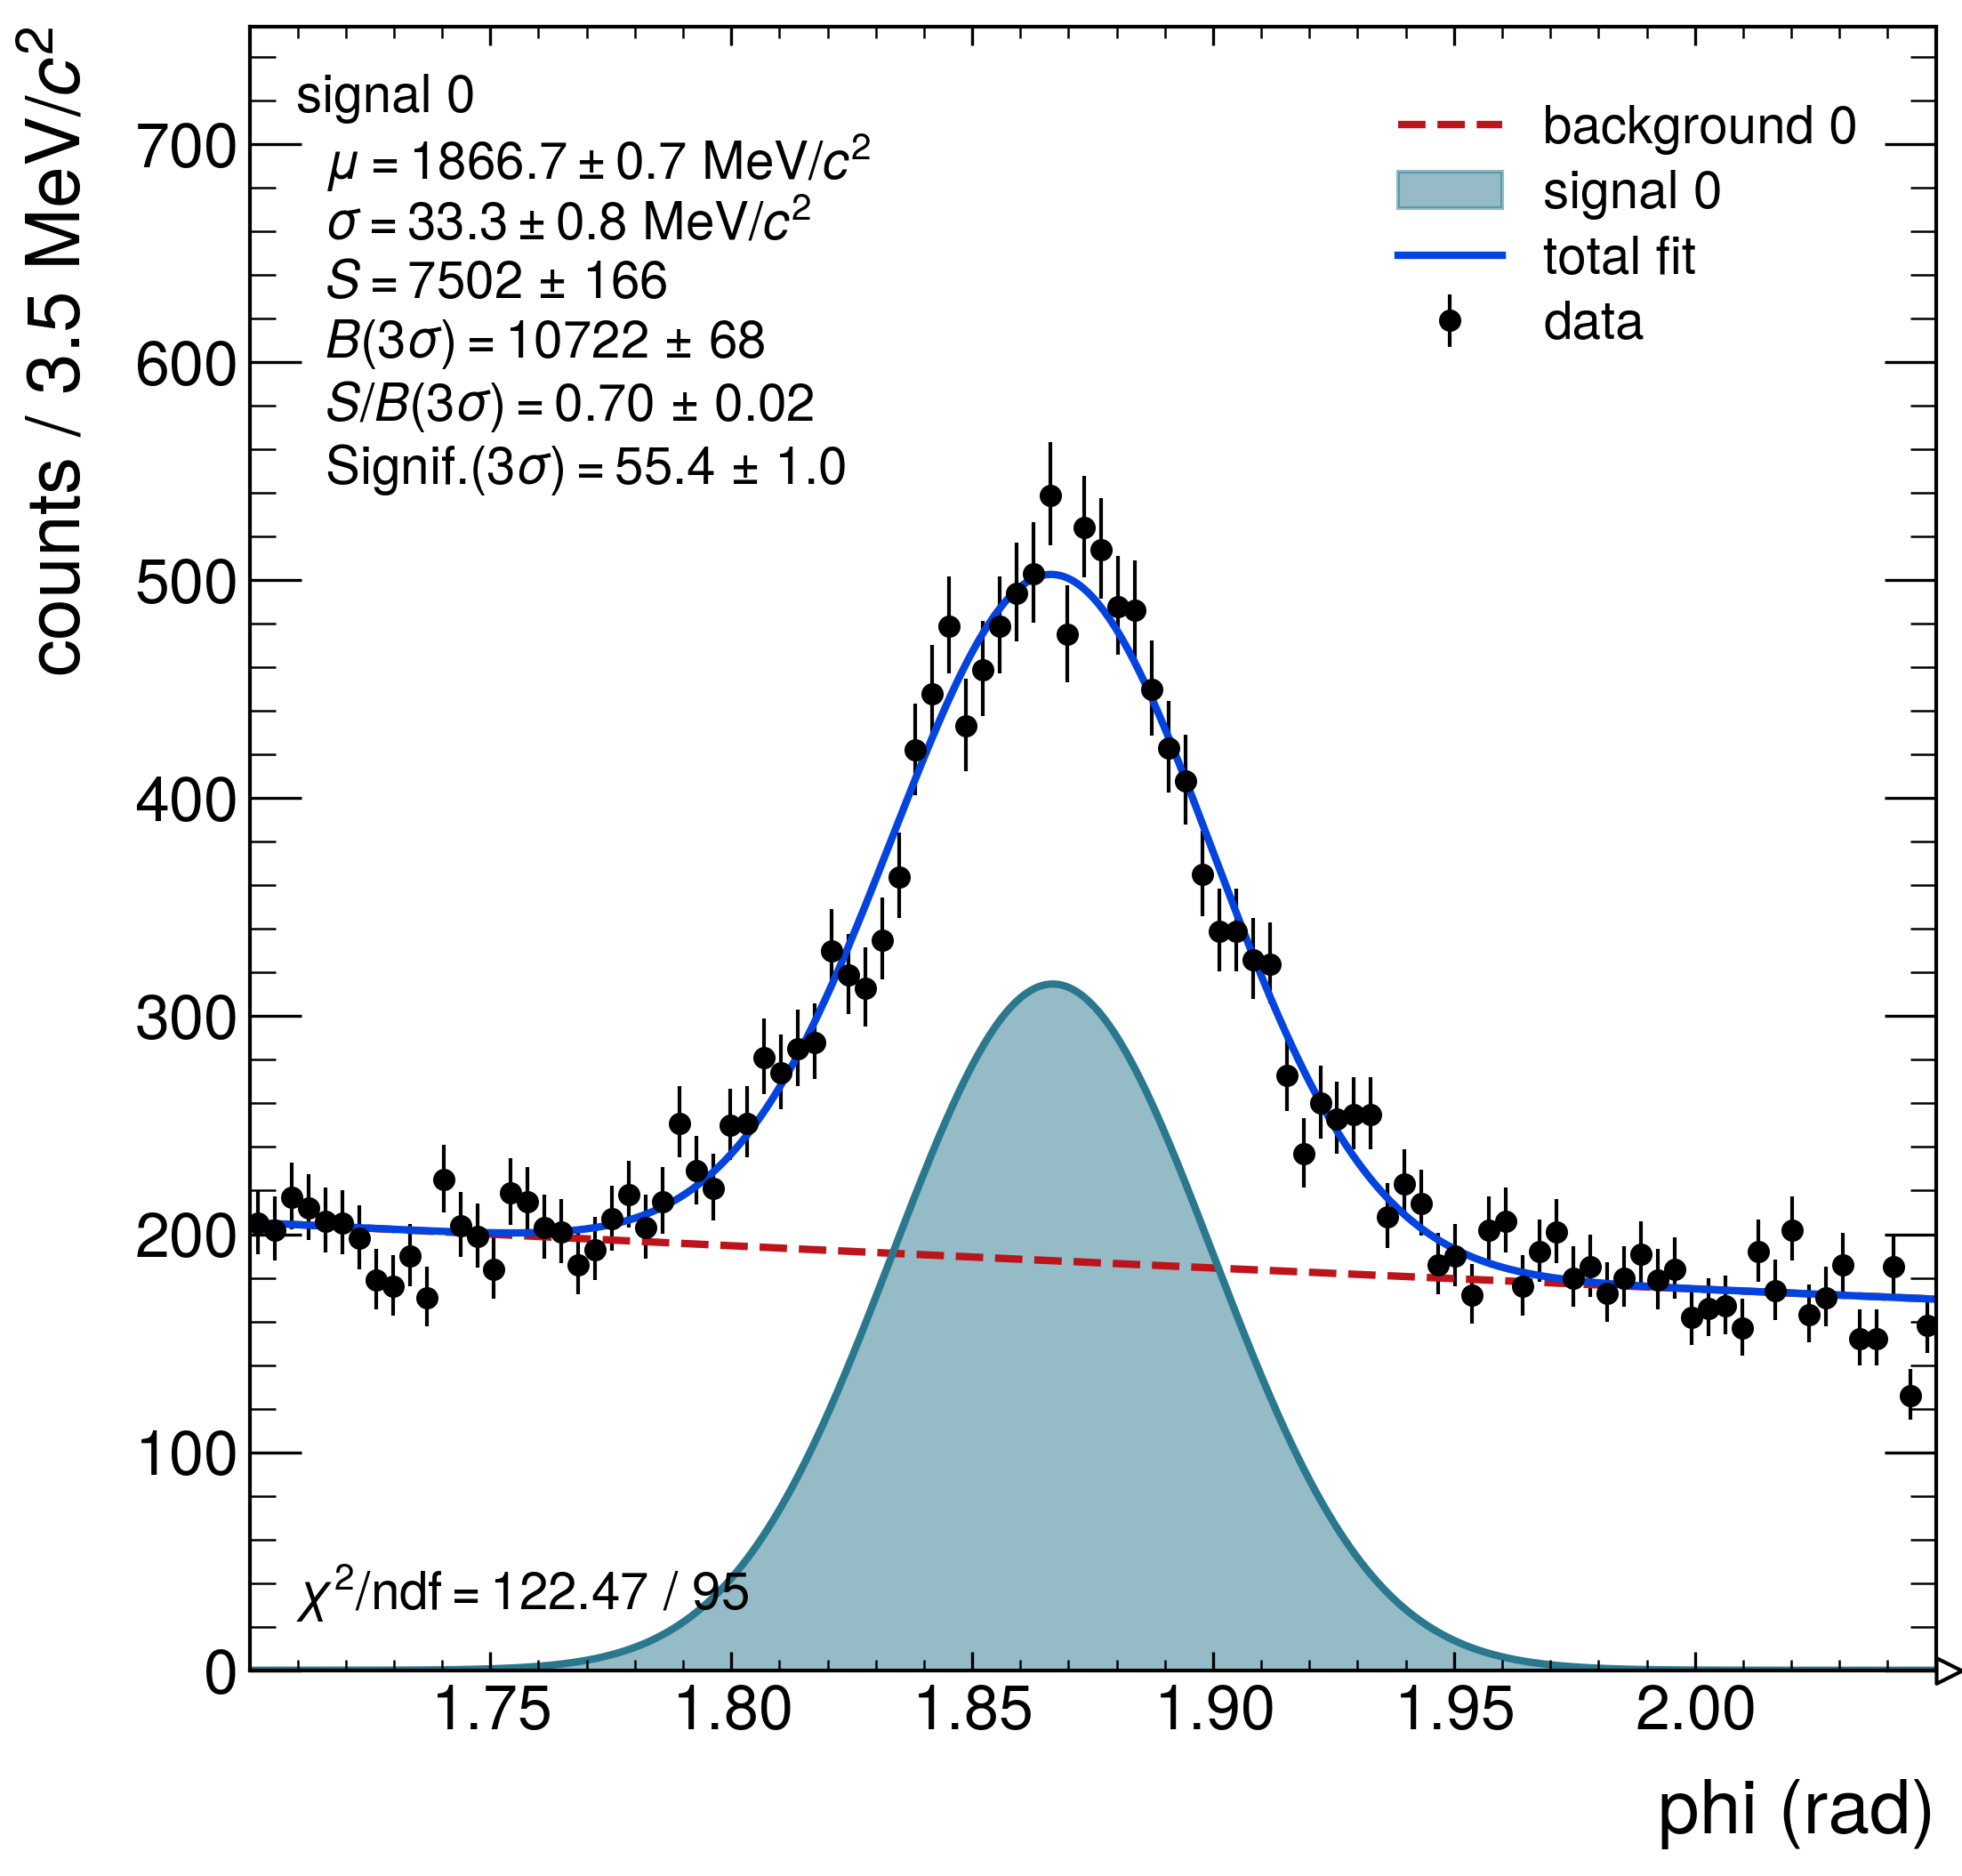 counts / 3.5 MeV/c²
signal 0
μ = 1866.7 ± 0.7 MeV/c²
σ = 33.3 ± 0.8 MeV/c²
S = 7502 ± 166
B(3σ) = 10722 ± 68
S/B(3σ) = 0.70 ± 0.02
Signif.(3σ) = 55.4 ± 1.0
background 0
signal 0
total fit
data
700
600
500
400
300
200
100
0
χ²/ndf = 122.47 / 95
1.75 1.80 1.85 1.90 1.95 2.00
phi (rad)